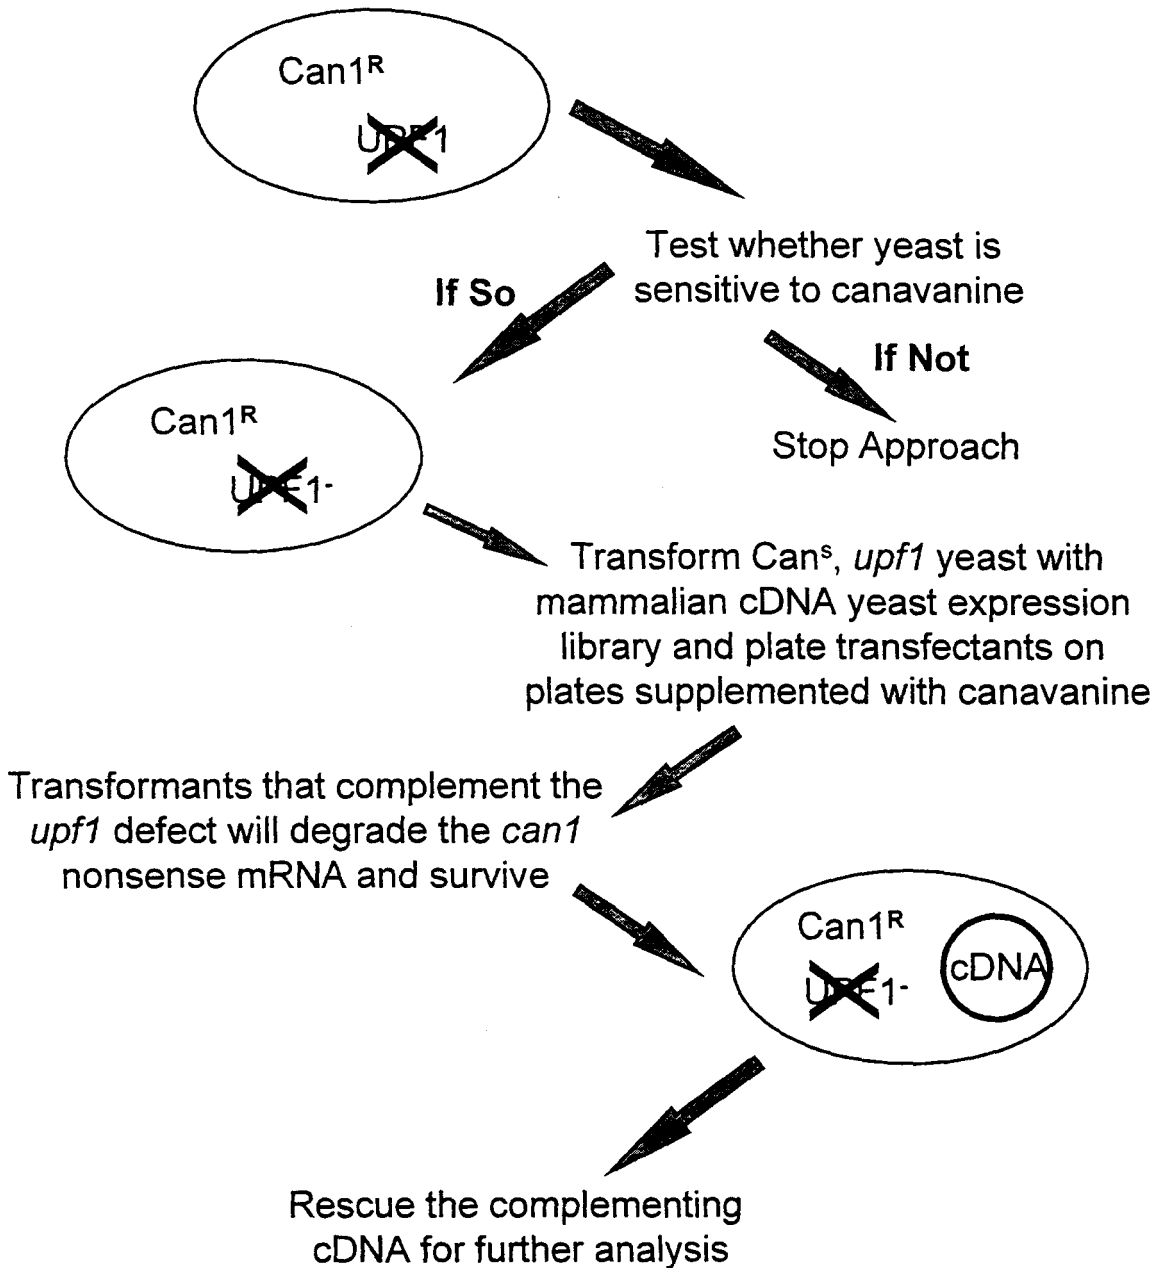 Can1ᴿ
UPF1
Test whether yeast is
sensitive to canavanine
If So
If Not
Can1ᴿ
UPF1-
Stop Approach
Transform Canˢ, upf1 yeast with
mammalian cDNA yeast expression
library and plate transfectants on
plates supplemented with canavanine
Transformants that complement the
upf1 defect will degrade the can1
nonsense mRNA and survive
Can1ᴿ
UPF1-
cDNA
Rescue the complementing
cDNA for further analysis